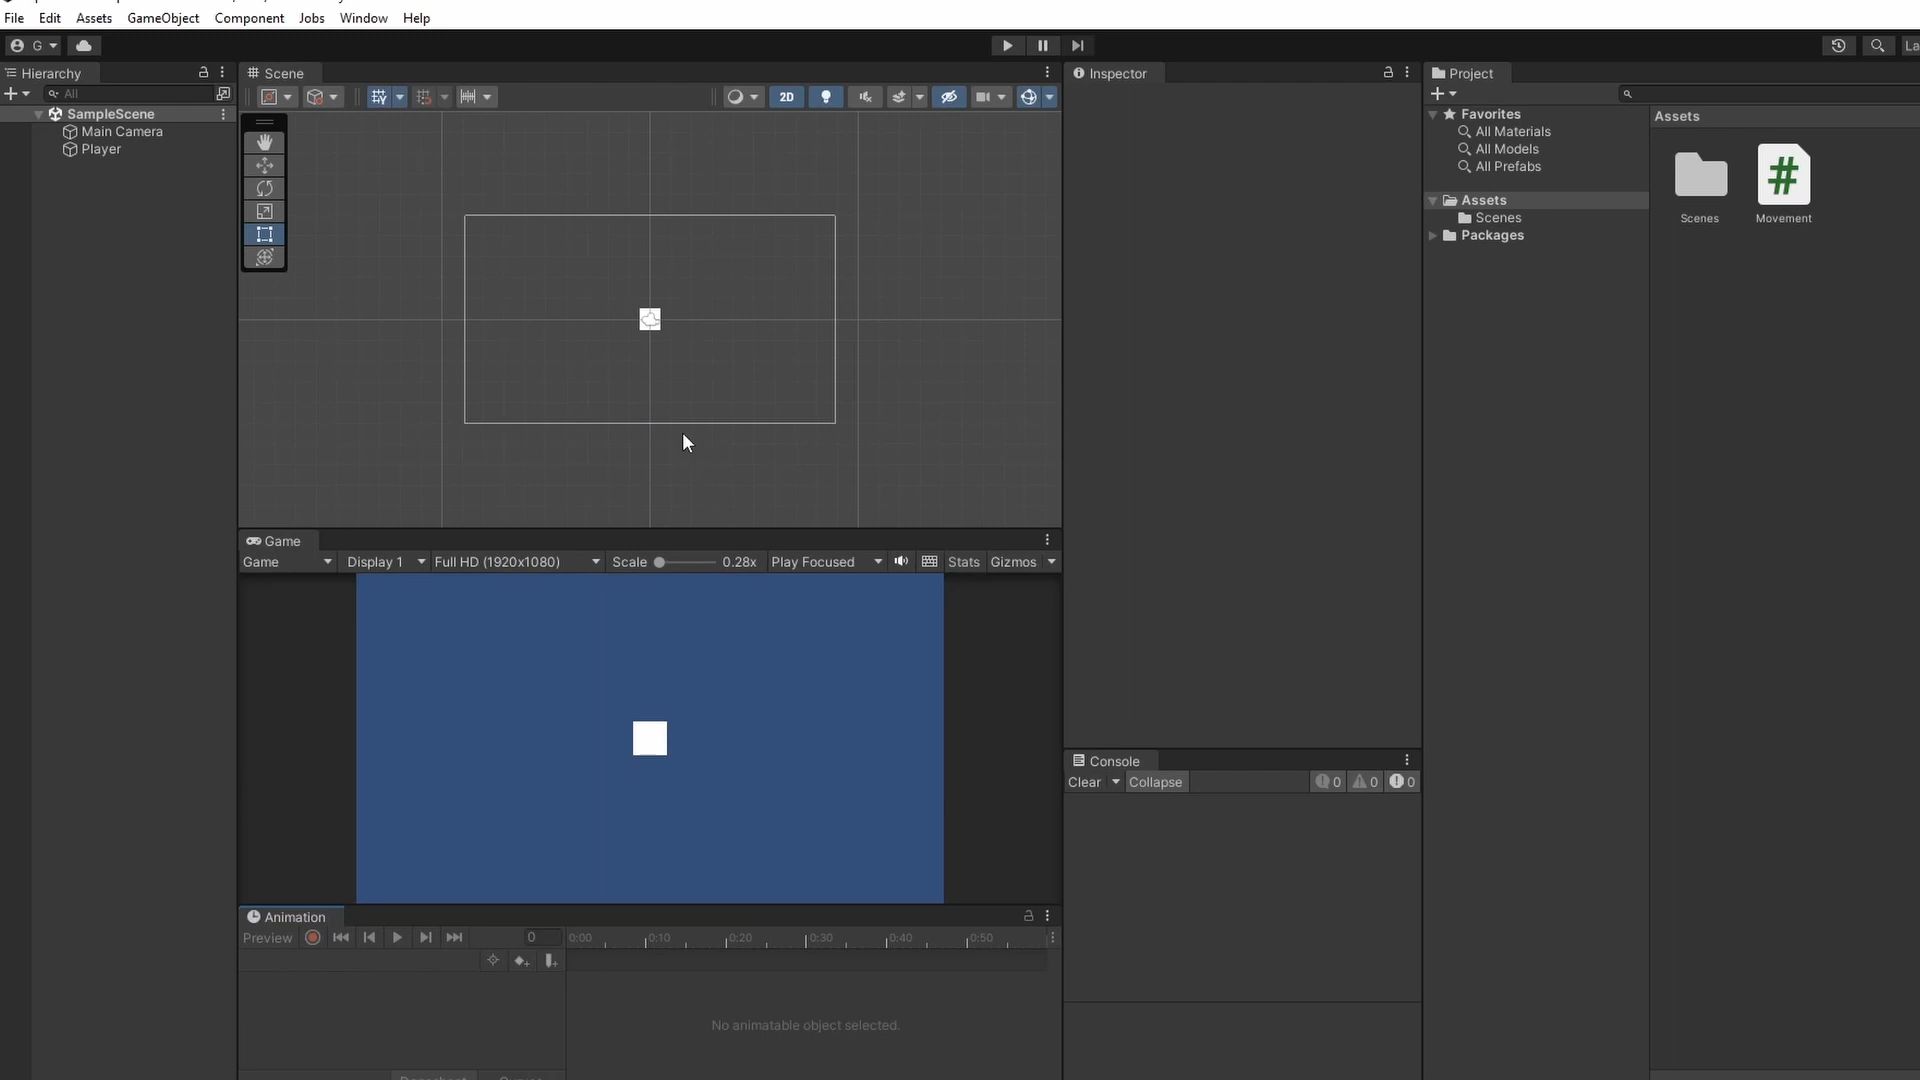 File Edit Assets GameObject Component Jobs Window Help
G
Hierarchy
All
SampleScene
Main Camera
Player
Scene
2D
Game
Game Display 1 Full HD (1920x1080) Scale 0.28x Play Focused Stats Gizmos
Animation
Preview 0 0:00 0:10 0:20 0:30 0:40 0:50
No animatable object selected.
Inspector
Console
Clear Collapse 0 0 0
Project
Favorites
All Materials
All Models
All Prefabs
Assets
Scenes
Packages
Assets
#
Scenes Movement
La